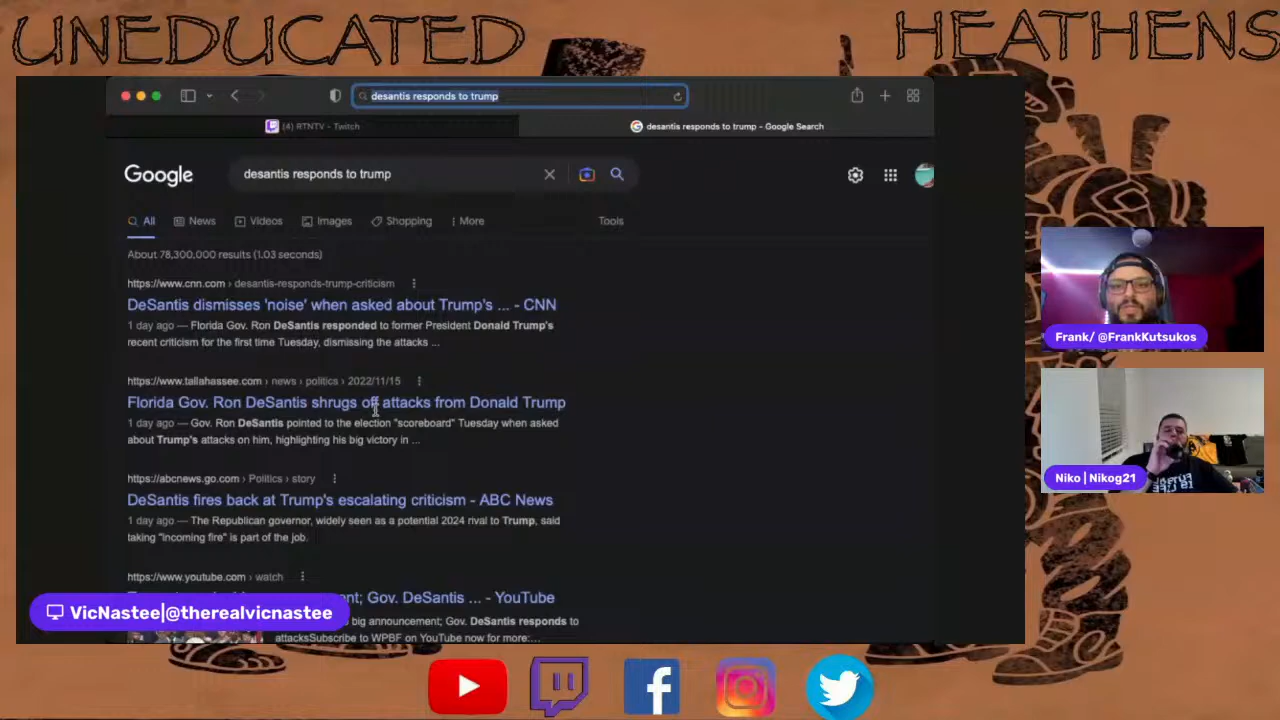 UNEDUCATED HEATHENS
desantis responds to trump
(4) RTNTV - Twitch
desantis responds to trump - Google Search
Google
desantis responds to trump
All News Videos Images Shopping More Tools
About 78,300,000 results (1.03 seconds)
https://www.cnn.com › desantis-responds-trump-criticism
DeSantis dismisses 'noise' when asked about Trump's ... - CNN
1 day ago — Florida Gov. Ron DeSantis responded to former President Donald Trump's
recent criticism for the first time Tuesday, dismissing the attacks ...
https://www.tallahassee.com › news › politics › 2022/11/15
Florida Gov. Ron DeSantis shrugs off attacks from Donald Trump
1 day ago — Gov. Ron DeSantis pointed to the election "scoreboard" Tuesday when asked
about Trump's attacks on him, highlighting his big victory in ...
https://abcnews.go.com › Politics › story
DeSantis fires back at Trump's escalating criticism - ABC News
1 day ago — The Republican governor, widely seen as a potential 2024 rival to Trump, said
taking "incoming fire" is part of the job.
https://www.youtube.com › watch
nt; Gov. DeSantis ... - YouTube
big announcement; Gov. DeSantis responds to
attacksSubscribe to WPBF on YouTube now for more:...
VicNastee|@therealvicnastee
Frank/ @FrankKutsukos
Niko | Nikog21